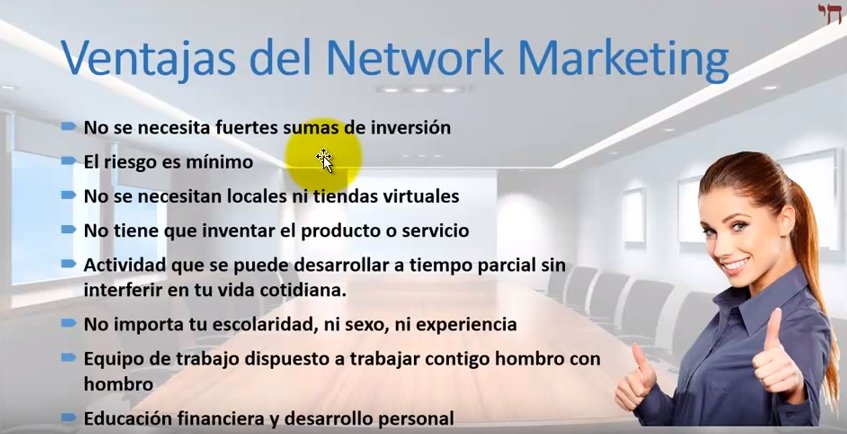 חי
Ventajas del Network Marketing
No se necesita fuertes sumas de inversión
El riesgo es mínimo
No se necesitan locales ni tiendas virtuales
No tiene que inventar el producto o servicio
Actividad que se puede desarrollar a tiempo parcial sin
interferir en tu vida cotidiana.
No importa tu escolaridad, ni sexo, ni experiencia
Equipo de trabajo dispuesto a trabajar contigo hombro con
hombro
Educación financiera y desarrollo personal